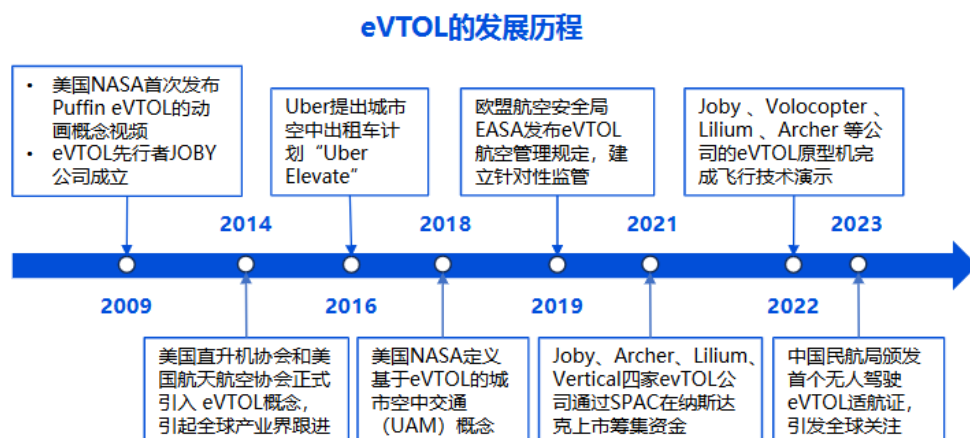 eVTOL的发展历程
• 美国NASA首次发布
Puffin eVTOL的动
画概念视频
• eVTOL先行者JOBY
公司成立
Uber提出城市
空中出租车计
划“Uber
Elevate”
欧盟航空安全局
EASA发布eVTOL
航空管理规定，建
立针对性监管
Joby 、Volocopter 、
Lilium 、Archer 等公
司的eVTOL原型机完
成飞行技术演示
2014
2018
2021
2023
2009
2016
2019
2022
美国直升机协会和美
国航天航空协会正式
引入 eVTOL概念，
引起全球产业界跟进
美国NASA定义
基于eVTOL的城
市空中交通
（UAM）概念
Joby、Archer、Lilium、
Vertical四家evTOL公
司通过SPAC在纳斯达
克上市筹集资金
中国民航局颁发
首个无人驾驶
eVTOL适航证，
引发全球关注